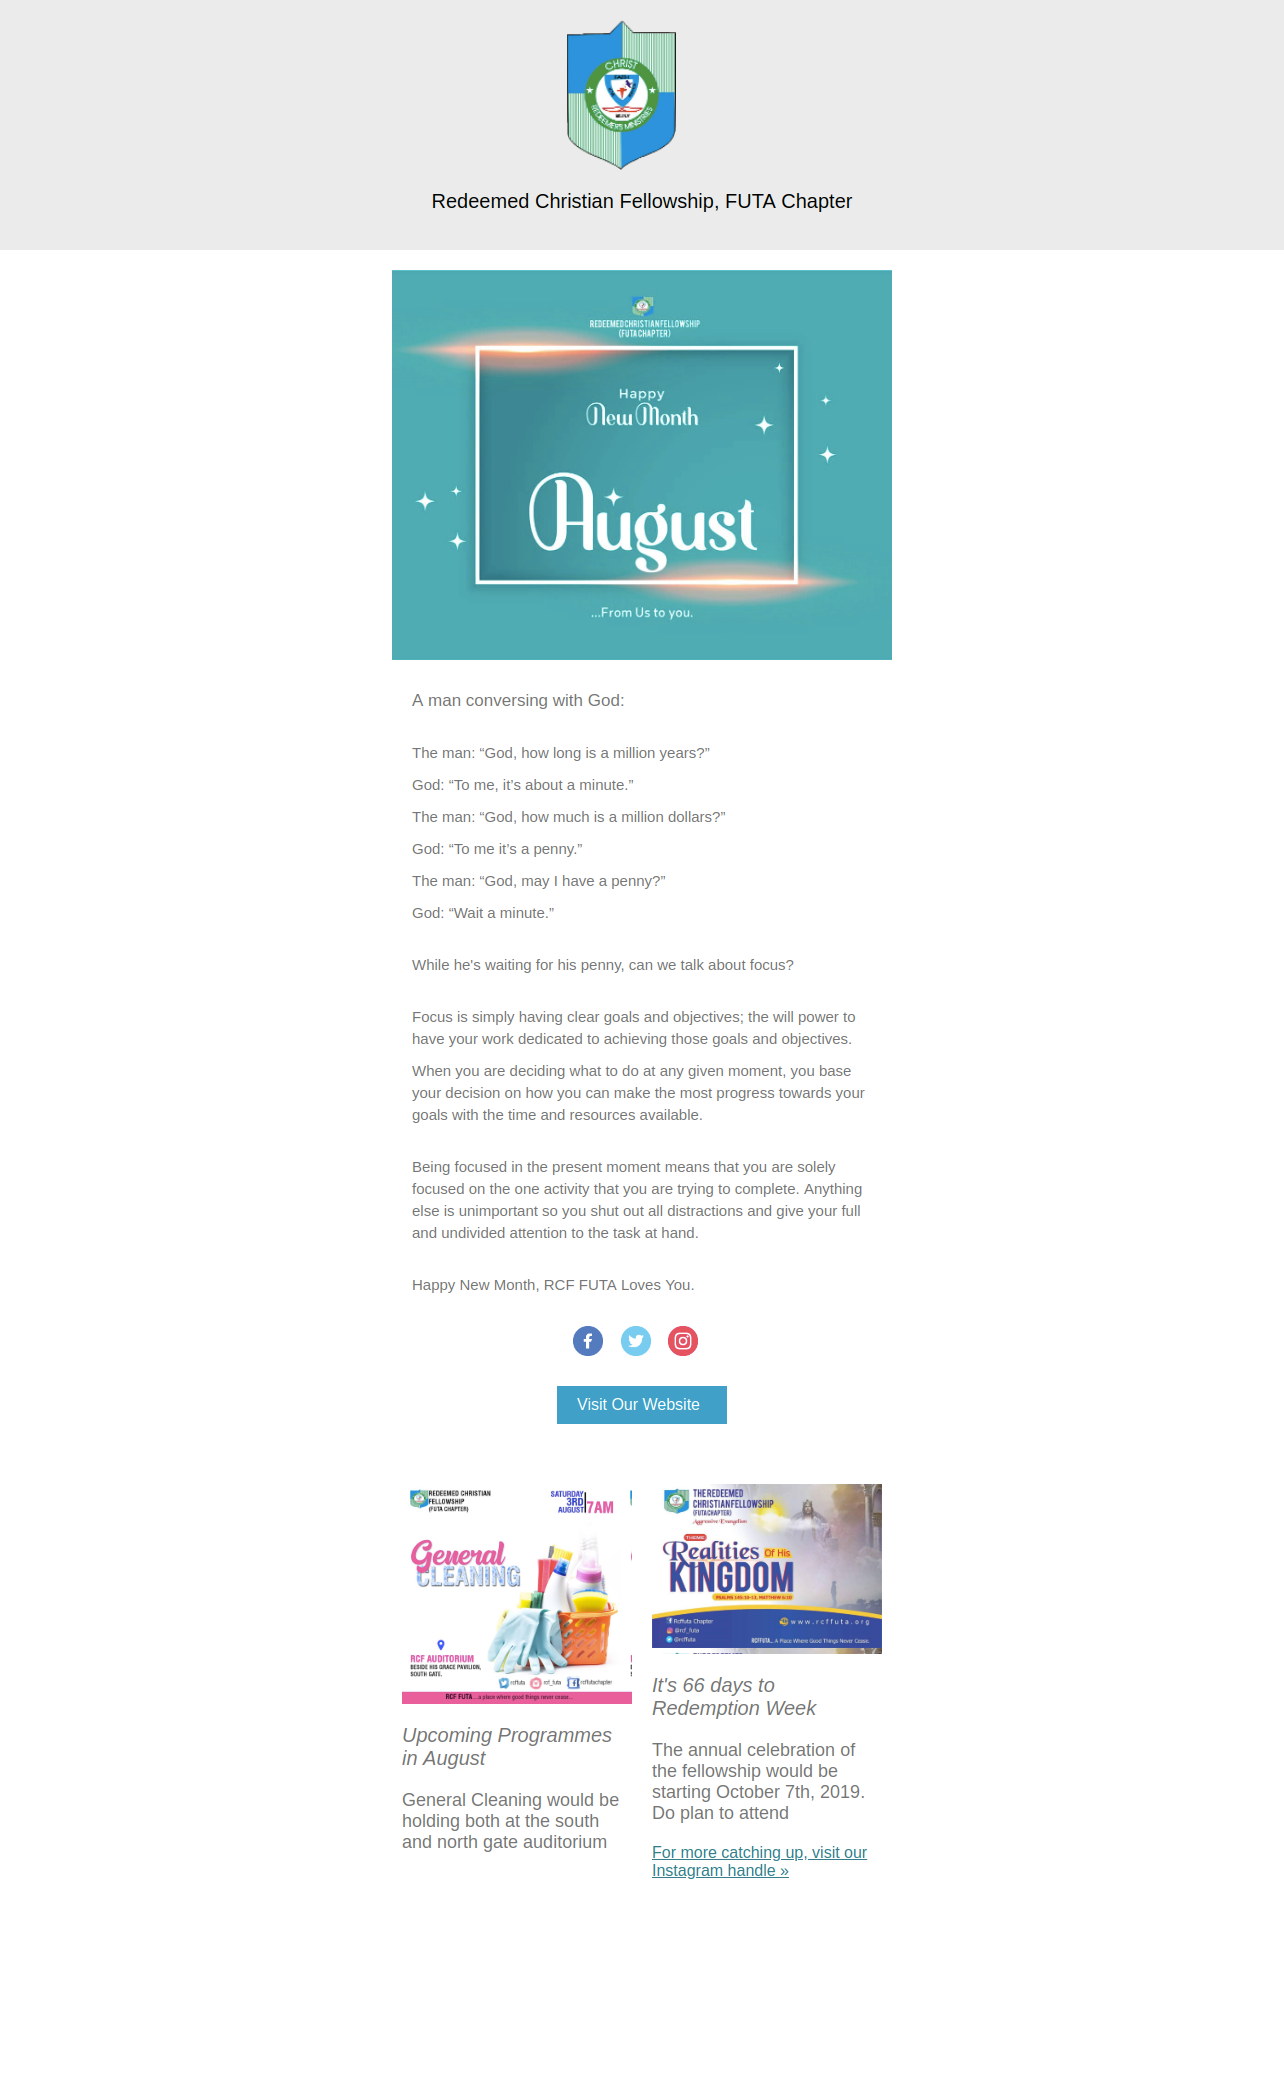 CHRIST
REDEEMER'S MINISTRIES
Redeemed Christian Fellowship, FUTA Chapter
REDEEMED CHRISTIAN FELLOWSHIP
(FUTA CHAPTER)
Happy
New Month
August
...From Us to you.
A man conversing with God:
The man: “God, how long is a million years?”
God: “To me, it’s about a minute.”
The man: “God, how much is a million dollars?”
God: “To me it’s a penny.”
The man: “God, may I have a penny?”
God: “Wait a minute.”
While he's waiting for his penny, can we talk about focus?
Focus is simply having clear goals and objectives; the will power to
have your work dedicated to achieving those goals and objectives.
When you are deciding what to do at any given moment, you base
your decision on how you can make the most progress towards your
goals with the time and resources available.
Being focused in the present moment means that you are solely
focused on the one activity that you are trying to complete. Anything
else is unimportant so you shut out all distractions and give your full
and undivided attention to the task at hand.
Happy New Month, RCF FUTA Loves You.
Visit Our Website
REDEEMED CHRISTIAN
FELLOWSHIP
(FUTA CHAPTER)
SATURDAY
3RD
AUGUST
7AM
General
CLEANING
RCF AUDITORIUM
BESIDE HIS GRACE PAVILION,
SOUTH GATE.
rcffuta
rcf_futa
rcffutachapter
RCF FUTA ...a place where good things never cease...
Upcoming Programmes
in August
General Cleaning would be
holding both at the south
and north gate auditorium
THE REDEEMED
CHRISTIAN FELLOWSHIP
(FUTA CHAPTER)
Aggressive Evangelism
THEME
Realities Of His
KINGDOM
PSALMS 145:10-13, MATTHEW 6:10
Rcffuta Chapter
@rcf_futa
@rcffuta
www.rcffuta.org
RCFFUTA... A Place Where Good Things Never Cease.
It's 66 days to
Redemption Week
The annual celebration of
the fellowship would be
starting October 7th, 2019.
Do plan to attend
For more catching up, visit our
Instagram handle »